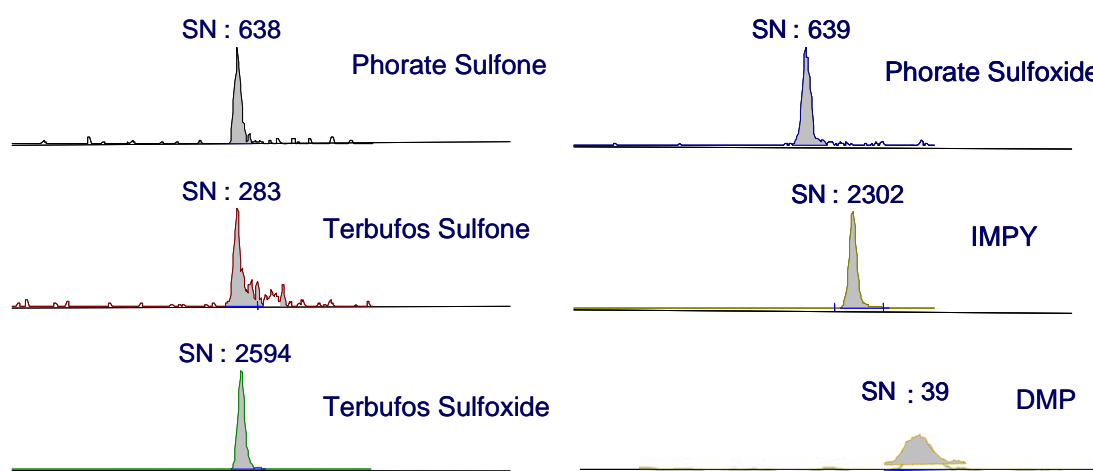 SN : 638
Phorate Sulfone
SN : 639
Phorate Sulfoxide
SN : 283
Terbufos Sulfone
SN : 2302
IMPY
SN : 2594
Terbufos Sulfoxide
SN : 39
DMP